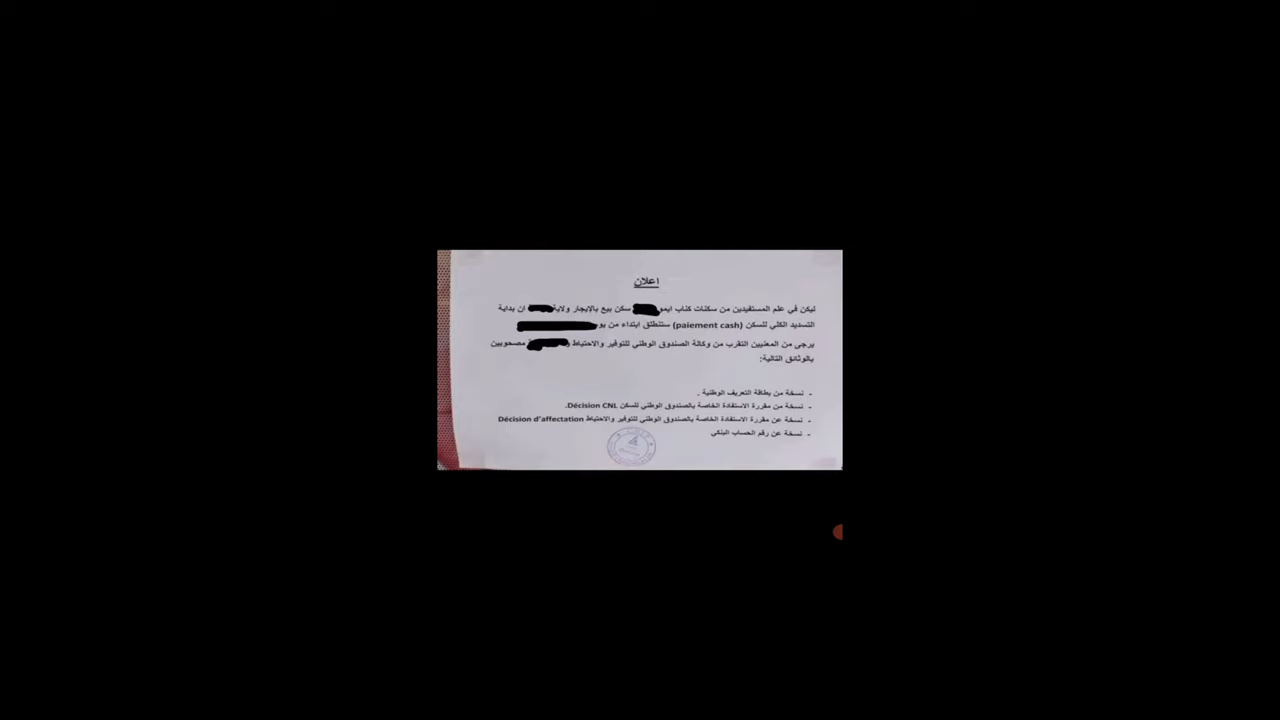 اعلان
ليكن في علم المستفيدين من سكنات كناب ايمو سكن بيع بالإيجار ولاية ان بداية
التسديد الكلي للسكن (paiement cash) ستنطلق ابتداء من يو
يرجى من المعنيين التقرب من وكالة الصندوق الوطني للتوفير والاحتياط مصحوبين
بالوثائق التالية:
- نسخة من بطاقة التعريف الوطنية .
- نسخة من مقررة الاستفادة الخاصة بالصندوق الوطني للسكن Décision CNL.
- نسخة عن مقررة الاستفادة الخاصة بالصندوق الوطني للتوفير والاحتياط Décision d'affectation
- نسخة عن رقم الحساب البنكي